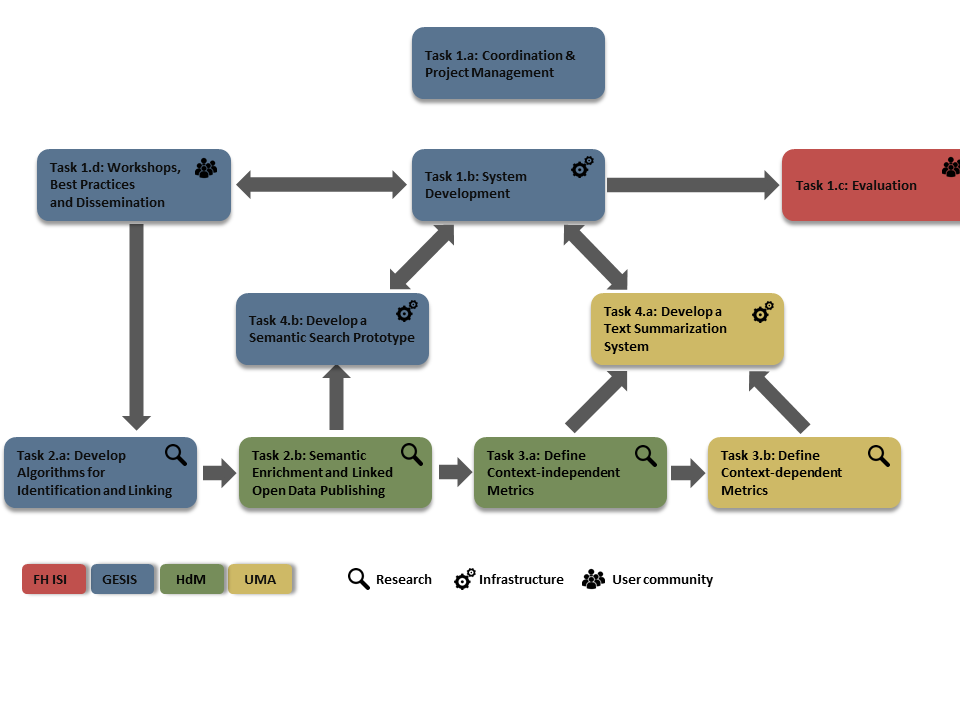 Task 1.a: Coordination &
Project Management
Task 1.d: Workshops,
Best Practices
and Dissemination
Task 1.b: System
Development
Task 1.c: Evaluation
Task 4.b: Develop a
Semantic Search Prototype
Task 4.a: Develop a
Text Summarization
System
Task 2.a: Develop
Algorithms for
Identification and Linking
Task 2.b: Semantic
Enrichment and Linked
Open Data Publishing
Task 3.a: Define
Context-independent
Metrics
Task 3.b: Define
Context-dependent
Metrics
FH ISI
GESIS
HdM
UMA
Research
Infrastructure
User community